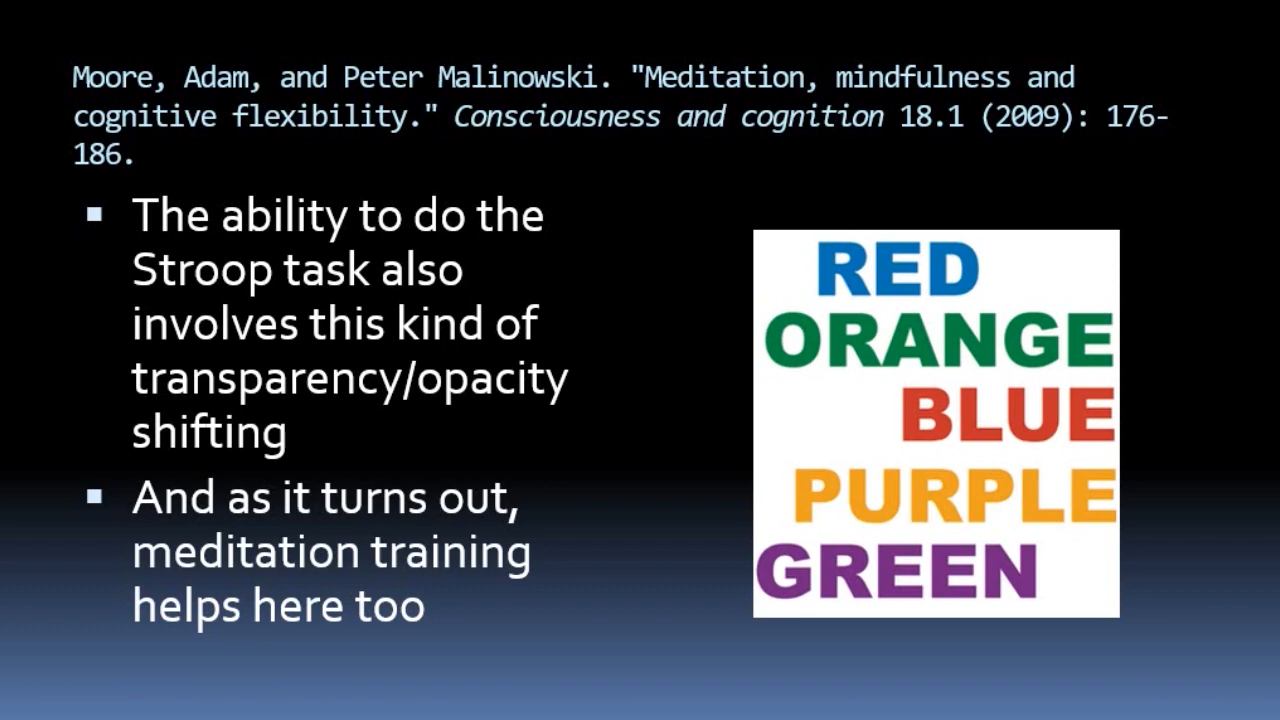 Moore, Adam, and Peter Malinowski. "Meditation, mindfulness and
cognitive flexibility." Consciousness and cognition 18.1 (2009): 176-
186.
The ability to do the
Stroop task also
involves this kind of
transparency/opacity
shifting
And as it turns out,
meditation training
helps here too
RED
ORANGE
BLUE
PURPLE
GREEN